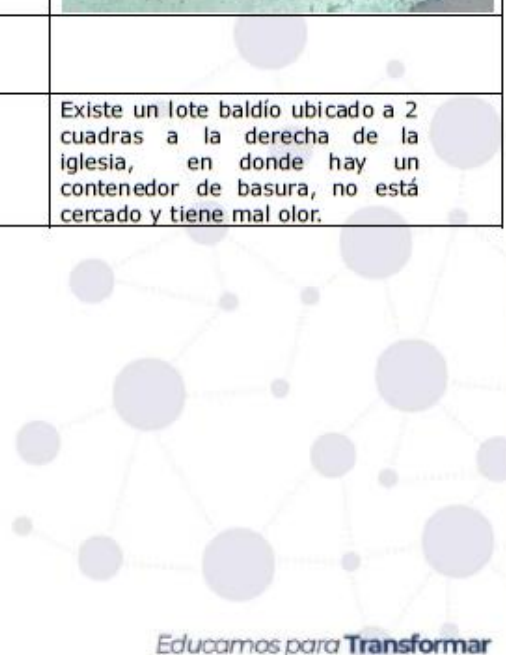 Existe un lote baldío ubicado a 2
cuadras a la derecha de la
iglesia, en donde hay un
contenedor de basura, no está
cercado y tiene mal olor.
Educamos para Transformar